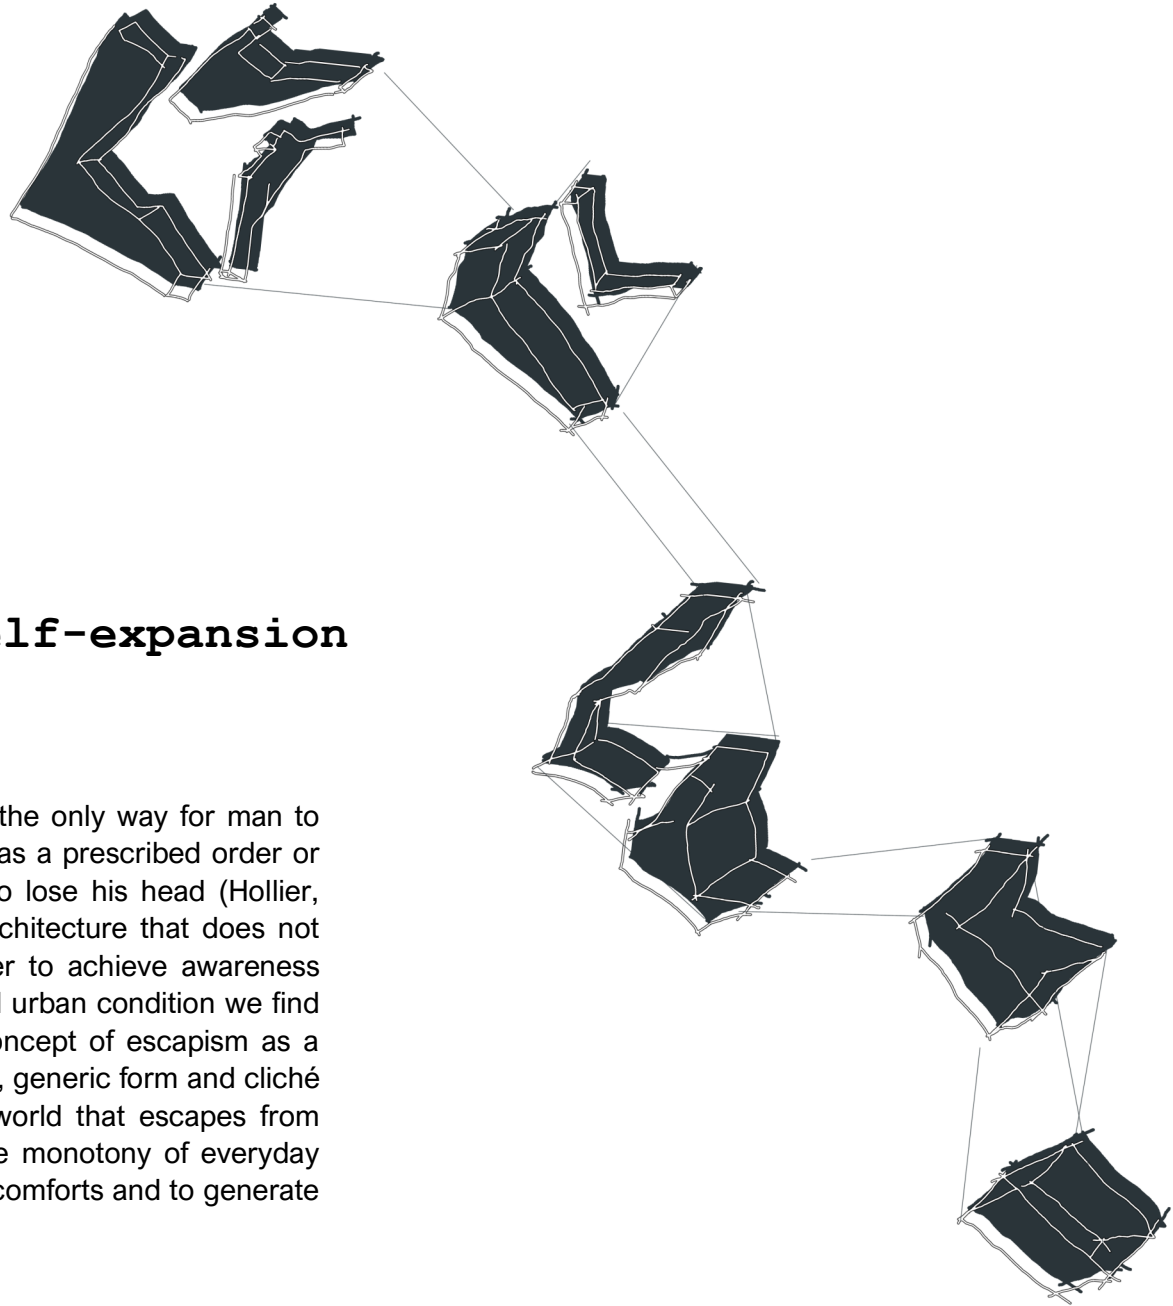 lf-expansion
the only way for man to
as a prescribed order or
o lose his head (Hollier,
chitecture that does not
er to achieve awareness
urban condition we find
ncept of escapism as a
, generic form and cliché
world that escapes from
e monotony of everyday
comforts and to generate